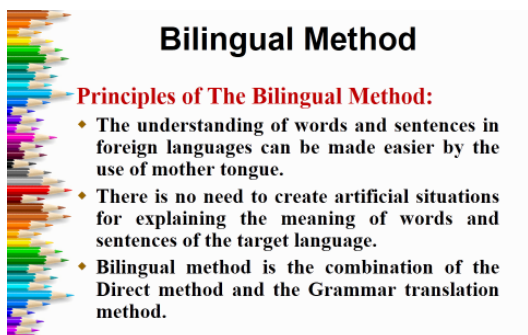 Bilingual Method
Principles of The Bilingual Method:
The understanding of words and sentences in
foreign languages can be made easier by the
use of mother tongue.
There is no need to create artificial situations
for explaining the meaning of words and
sentences of the target language.
Bilingual method is the combination of the
Direct method and the Grammar translation
method.